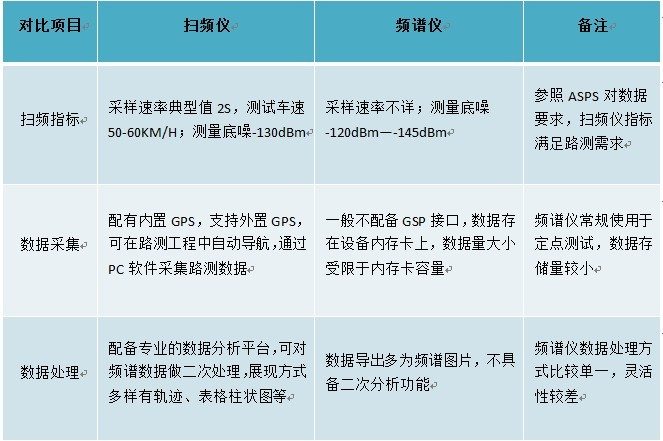 对比项目 扫频仪 频谱仪 备注
扫频指标
采样速率典型值 2S，测试车速
50-60KM/H；测量底噪-130dBm
采样速率不详；测量底噪
-120dBm—-145dBm
参照 ASPS 对数据
要求，扫频仪指标
满足路测需求
数据采集
配有内置 GPS，支持外置 GPS，
可在路测工程中自动导航，通过
PC 软件采集路测数据
一般不配备 GSP 接口，数据存
在设备内存卡上，数据量大小
受限于内存卡容量
频谱仪常规使用于
定点测试，数据存
储量较小
数据处理
配备专业的数据分析平台，可对
频谱数据做二次处理，展现方式
多样有轨迹、表格柱状图等
数据导出多为频谱图片，不具
备二次分析功能
频谱仪数据处理方
式比较单一，灵活
性较差